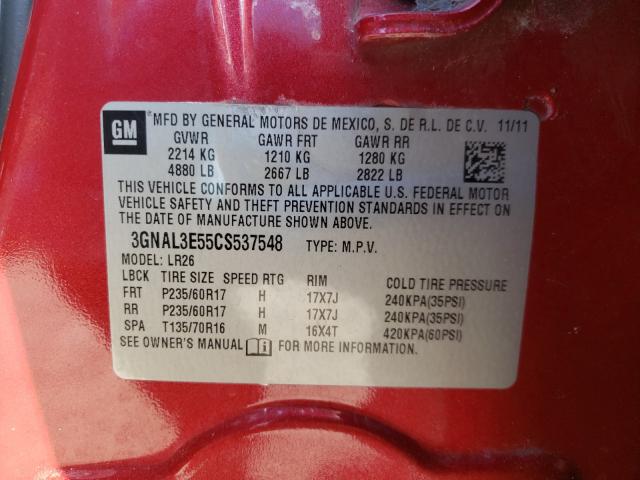 GM MFD BY GENERAL MOTORS DE MEXICO, S. DE R.L. DE C.V. 11/11
GVWR GAWR FRT GAWR RR
2214 KG 1210 KG 1280 KG
4880 LB 2667 LB 2822 LB
THIS VEHICLE CONFORMS TO ALL APPLICABLE U.S. FEDERAL MOTOR
VEHICLE SAFETY AND THEFT PREVENTION STANDARDS IN EFFECT ON
THE DATE OF MANUFACTURE SHOWN ABOVE.
3GNAL3E55CS537548 TYPE: M.P.V.
MODEL: LR26
LBCK TIRE SIZE SPEED RTG RIM COLD TIRE PRESSURE
FRT P235/60R17 H 17X7J 240KPA(35PSI)
RR P235/60R17 H 17X7J 240KPA(35PSI)
SPA T135/70R16 M 16X4T 420KPA(60PSI)
SEE OWNER'S MANUAL FOR MORE INFORMATION.